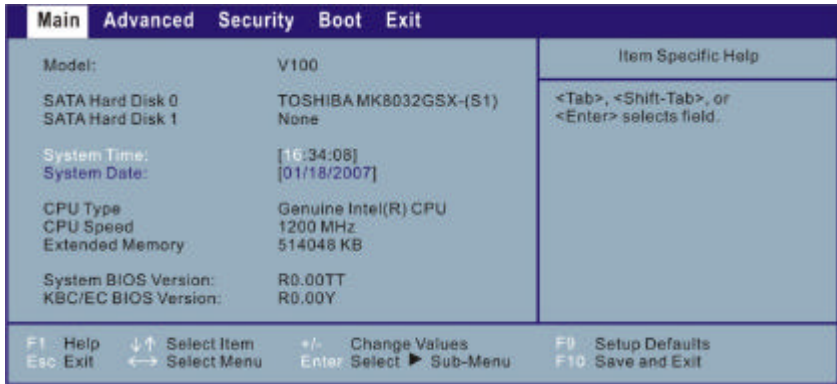 Main Advanced Security Boot Exit
Model: V100
Item Specific Help
SATA Hard Disk 0 TOSHIBA MK8032GSX-(S1)
SATA Hard Disk 1 None
<Tab>, <Shift-Tab>, or
<Enter> selects field.
System Time: [16:34:08]
System Date: [01/18/2007]
CPU Type Genuine Intel(R) CPU
CPU Speed 1200 MHz
Extended Memory 514048 KB
System BIOS Version: R0.00TT
KBC/EC BIOS Version: R0.00Y
F1 Help ↓↑ Select Item +/- Change Values F9 Setup Defaults
Esc Exit ←→ Select Menu Enter Select ▶ Sub-Menu F10 Save and Exit